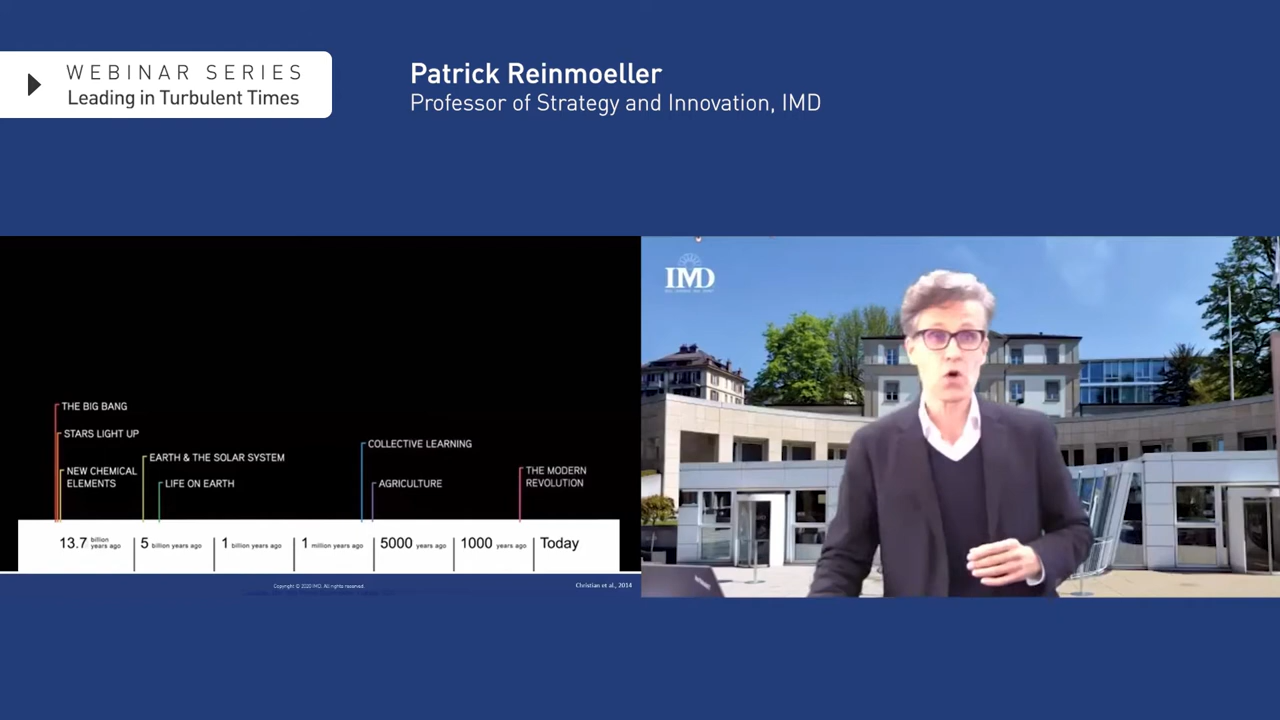 WEBINAR SERIES
Leading in Turbulent Times
Patrick Reinmoeller
Professor of Strategy and Innovation, IMD
THE BIG BANG
STARS LIGHT UP
NEW CHEMICAL
ELEMENTS
EARTH & THE SOLAR SYSTEM
LIFE ON EARTH
COLLECTIVE LEARNING
AGRICULTURE
THE MODERN
REVOLUTION
13.7 billion years ago
5 billion years ago
1 billion years ago
1 million years ago
5000 years ago
1000 years ago
Today
Copyright © 2020 IMD. All rights reserved.
Christian et al., 2014
IMD